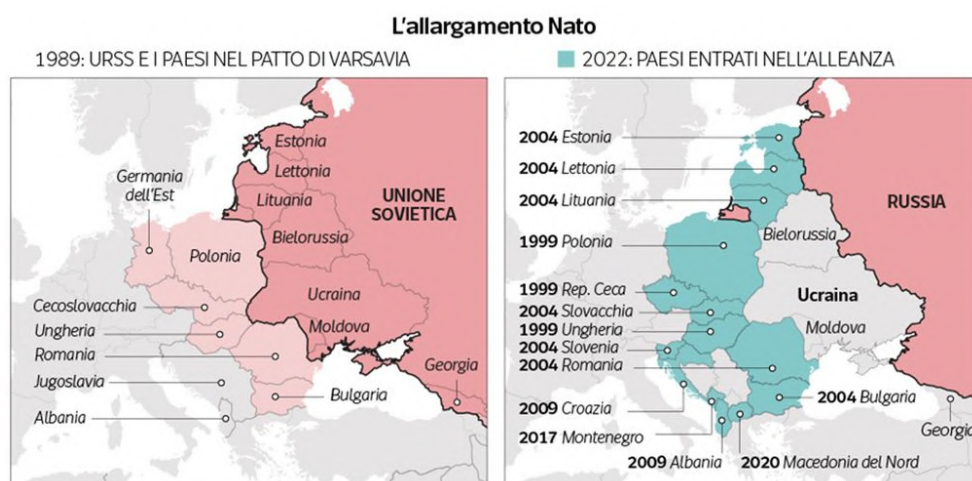 L'allargamento Nato
1989: URSS E I PAESI NEL PATTO DI VARSAVIA
Estonia
Lettonia
Germania
dell'Est
Lituania
UNIONE
SOVIETICA
Bielorussia
Polonia
Ucraina
Cecoslovacchia
Ungheria
Moldova
Romania
Georgia
Jugoslavia
Bulgaria
Albania
2022: PAESI ENTRATI NELL'ALLEANZA
2004 Estonia
2004 Lettonia
2004 Lituania
RUSSIA
Bielorussia
1999 Polonia
1999 Rep. Ceca
Ucraina
2004 Slovacchia
1999 Ungheria
Moldova
2004 Slovenia
2004 Romania
2004 Bulgaria
2009 Croazia
Georgia
2017 Montenegro
2009 Albania
2020 Macedonia del Nord